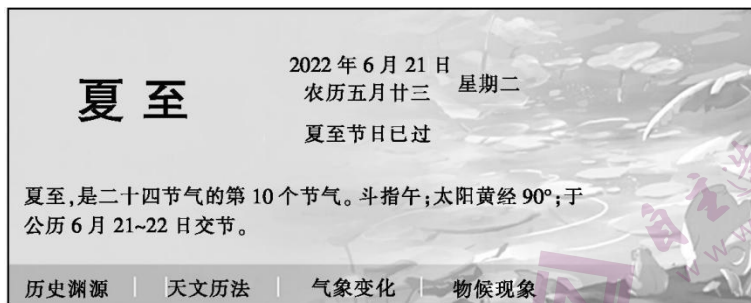 夏至
2022年6月21日
农历五月廿三
星期二
夏至节日已过
夏至,是二十四节气的第10个节气。斗指午;太阳黄经90°;于
公历6月21~22日交节。
历史渊源 | 天文历法 | 气象变化 | 物候现象